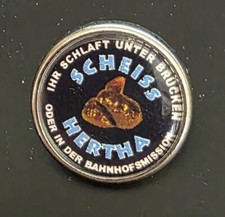 IHR SCHLAFT UNTER BRÜCKEN
SCHEISS
HERTHA
ODER IN DER BAHNHOFSMISSION